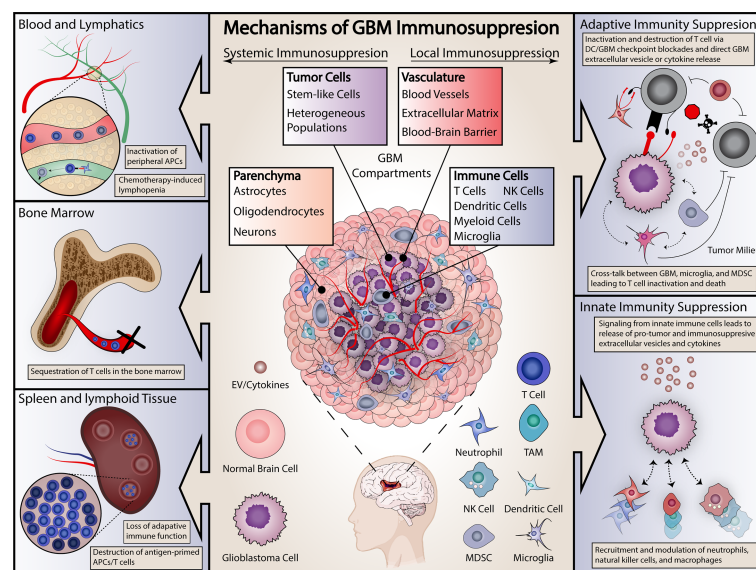 Mechanisms of GBM Immunosuppresion
Systemic Immunosuppresion
Local Immunosuppression
Blood and Lymphatics
Inactivation of
peripheral APCs
Chemotherapy-induced
lymphopenia
Bone Marrow
Sequestration of T cells in the bone marrow
Spleen and lymphoid Tissue
Loss of adaptive
immune function
Destruction of antigen-primed
APCs/T cells
Tumor Cells
Stem-like Cells
Heterogeneous
Populations
Vasculature
Blood Vessels
Extracellular Matrix
Blood-Brain Barrier
GBM
Compartments
Parenchyma
Astrocytes
Oligodendrocytes
Neurons
Immune Cells
T Cells NK Cells
Dendritic Cells
Myeloid Cells
Microglia
EV/Cytokines
Normal Brain Cell
Glioblastoma Cell
T Cell
Neutrophil
TAM
NK Cell
Dendritic Cell
MDSC
Microglia
Adaptive Immunity Suppresion
Inactivation and destruction of T cell via
DC/GBM checkpoint blockades and direct GBM
extracellular vesicle or cytokine release
Tumor Milie
Cross-talk between GBM, microglia, and MDSC
leading to T cell inactivation and death
Innate Immunity Suppression
Signaling from innate immune cells leads to
release of pro-tumor and immunosuppresive
extracellular vesicles and cytokines
Recruitment and modulation of neutrophils,
natural killer cells, and macrophages